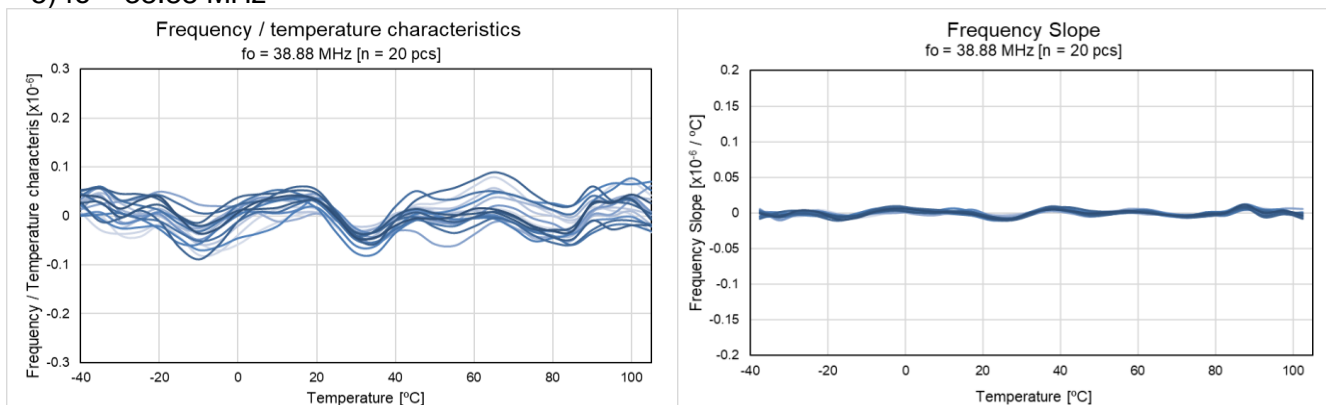 Frequency / temperature characteristics
fo = 38.88 MHz [n = 20 pcs]
Frequency / Temperature characteris [x10⁻⁶]
0.3
0.2
0.1
0
-0.1
-0.2
-0.3
-40 -20 0 20 40 60 80 100
Temperature [ºC]
Frequency Slope
fo = 38.88 MHz [n = 20 pcs]
Frequency Slope [x10⁻⁶ / ºC]
0.2
0.15
0.1
0.05
0
-0.05
-0.1
-0.15
-0.2
-40 -20 0 20 40 60 80 100
Temperature [ºC]